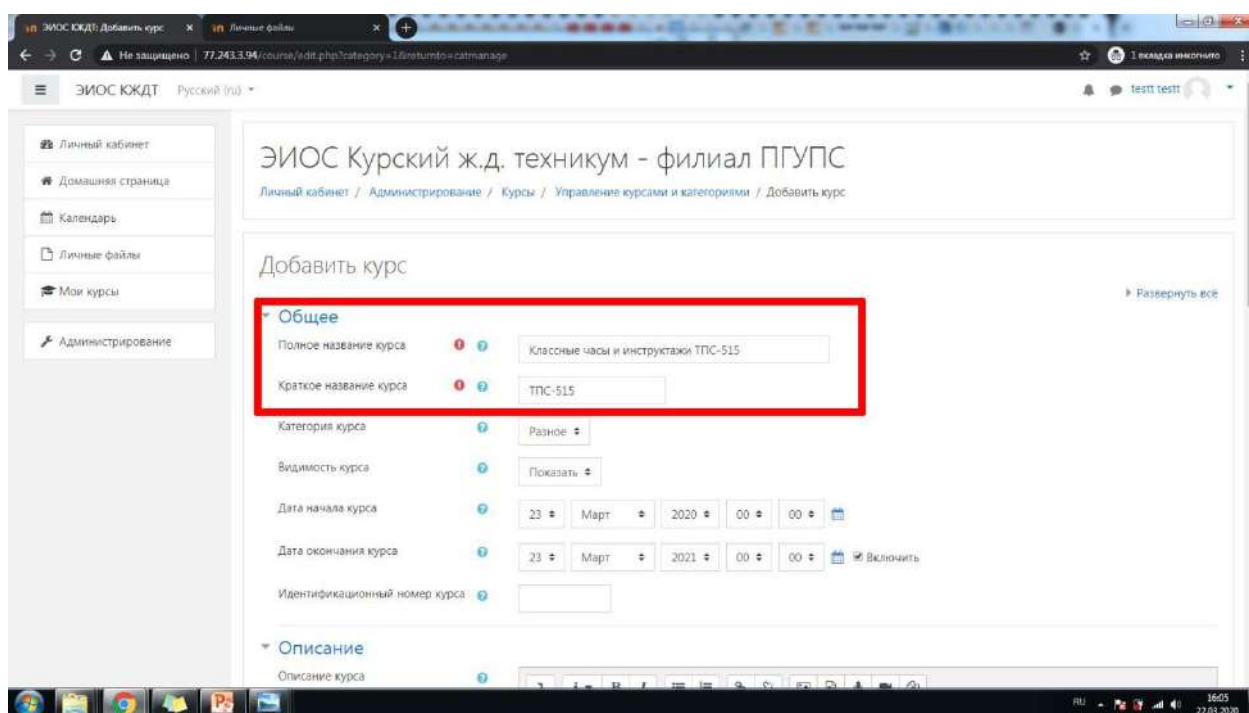 ЭИОС КЖДТ: Добавить курс
Личные файлы
Не защищено 77.243.3.94/course/edit.php?category=1&returnto=catmanage
1 вкладка инкогнито
ЭИОС КЖДТ Русский (ru)
testt testt
Личный кабинет
Домашняя страница
Календарь
Личные файлы
Мои курсы
Администрирование
ЭИОС Курский ж.д. техникум - филиал ПГУПС
Личный кабинет / Администрирование / Курсы / Управление курсами и категориями / Добавить курс
Добавить курс
Развернуть всё
Общее
Полное название курса Классные часы и инструктажи ТПС-515
Краткое название курса ТПС-515
Категория курса Разное
Видимость курса Показать
Дата начала курса 23 Март 2020 00 00
Дата окончания курса 23 Март 2021 00 00 Включить
Идентификационный номер курса
Описание
Описание курса
RU 16:05
22.03.2020